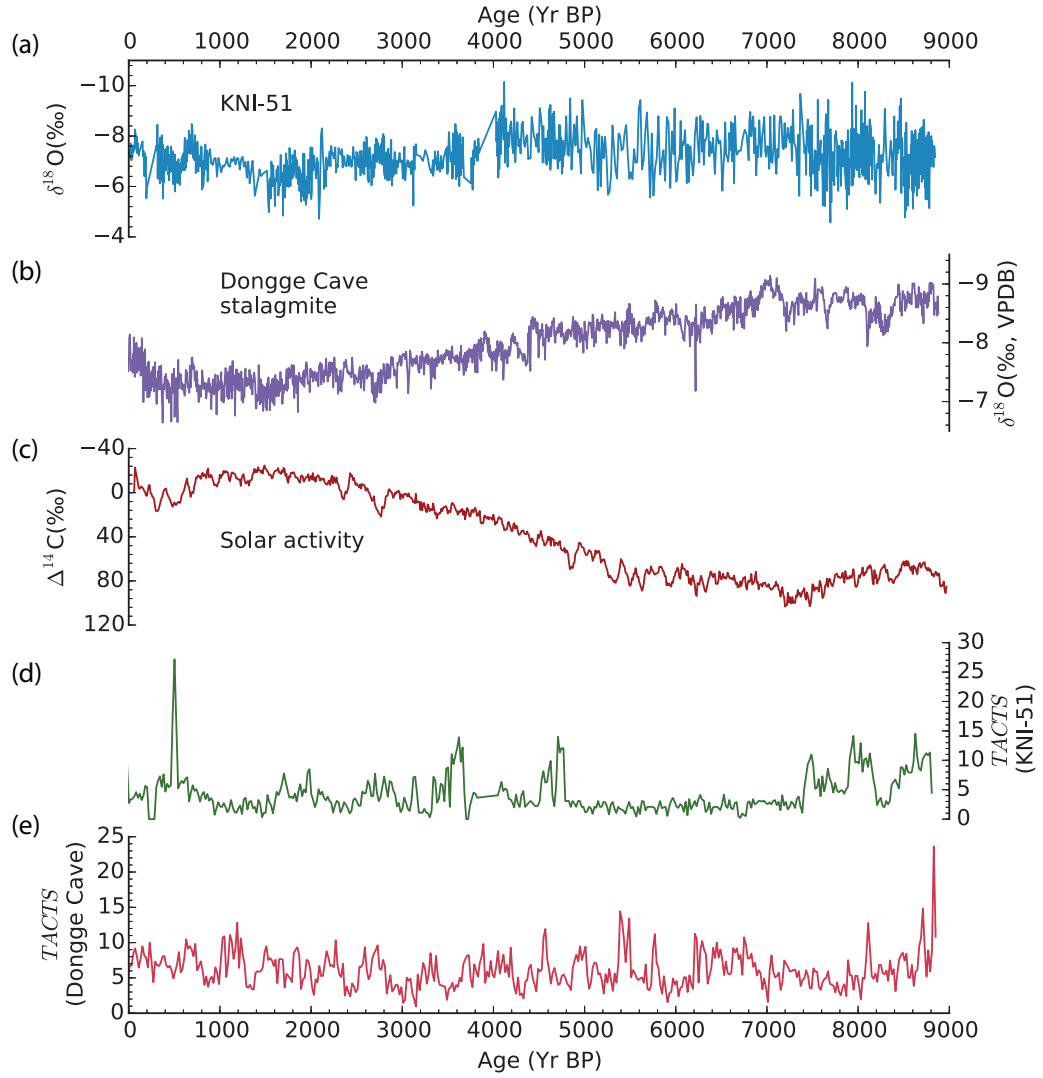 Age (Yr BP)
0 1000 2000 3000 4000 5000 6000 7000 8000 9000
(a)
−10
−8
−6
−4
δ¹⁸O(‰)
KNI-51
(b)
Dongge Cave
stalagmite
−9
−8
−7
δ¹⁸O(‰, VPDB)
(c)
−40
0
40
80
120
Δ¹⁴C(‰)
Solar activity
(d)
30
25
20
15
10
5
0
TACTS
(KNI-51)
(e)
25
20
15
10
5
0
TACTS
(Dongge Cave)
0 1000 2000 3000 4000 5000 6000 7000 8000 9000
Age (Yr BP)